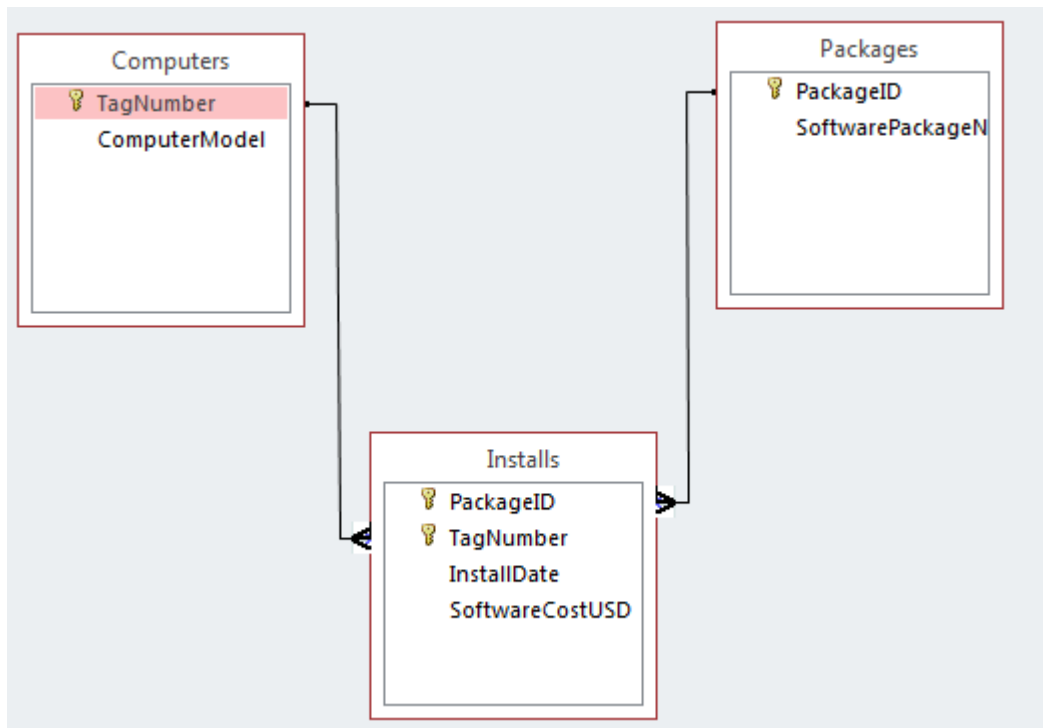 Computers
TagNumber
ComputerModel
Packages
PackageID
SoftwarePackageN
Installs
PackageID
TagNumber
InstallDate
SoftwareCostUSD